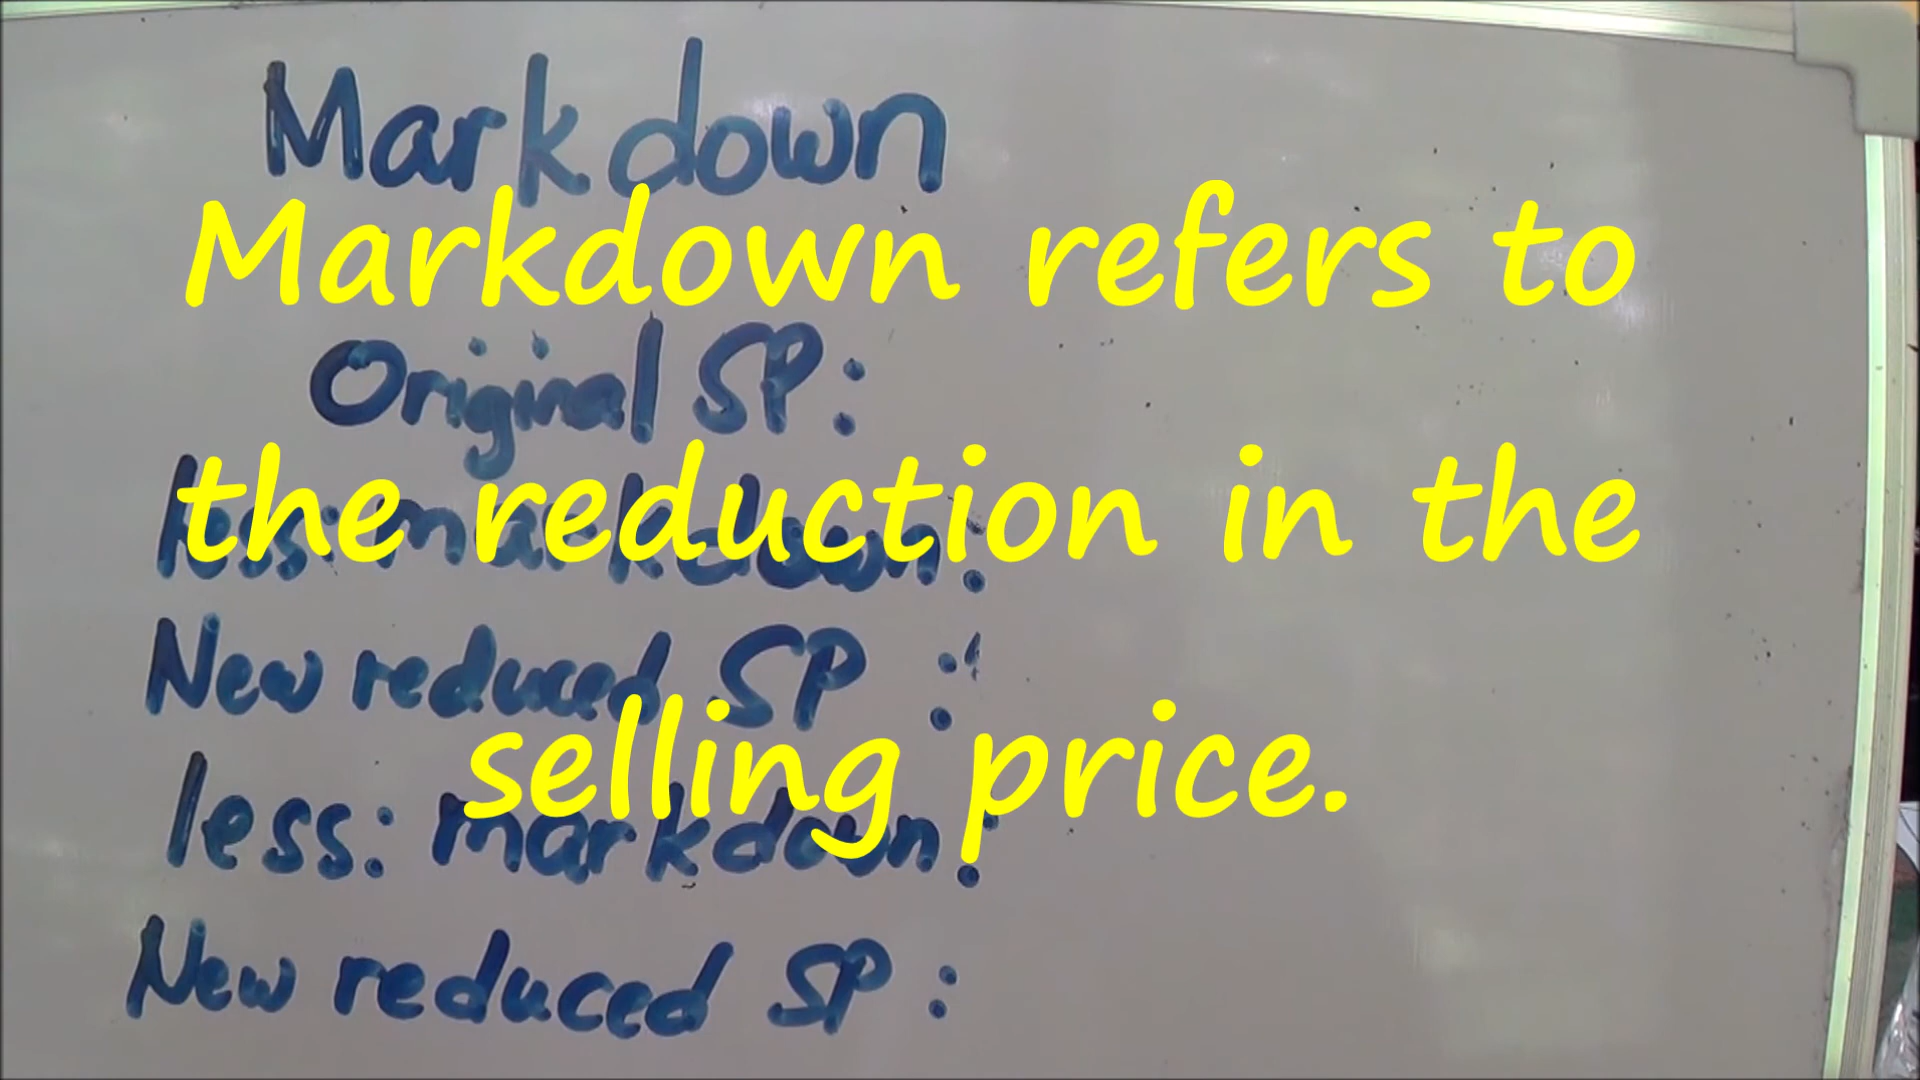 Markdown
Markdown refers to
Original SP:
the reduction in the
less: markdown:
New reduced SP :
selling price.
less: markdown:
New reduced SP :